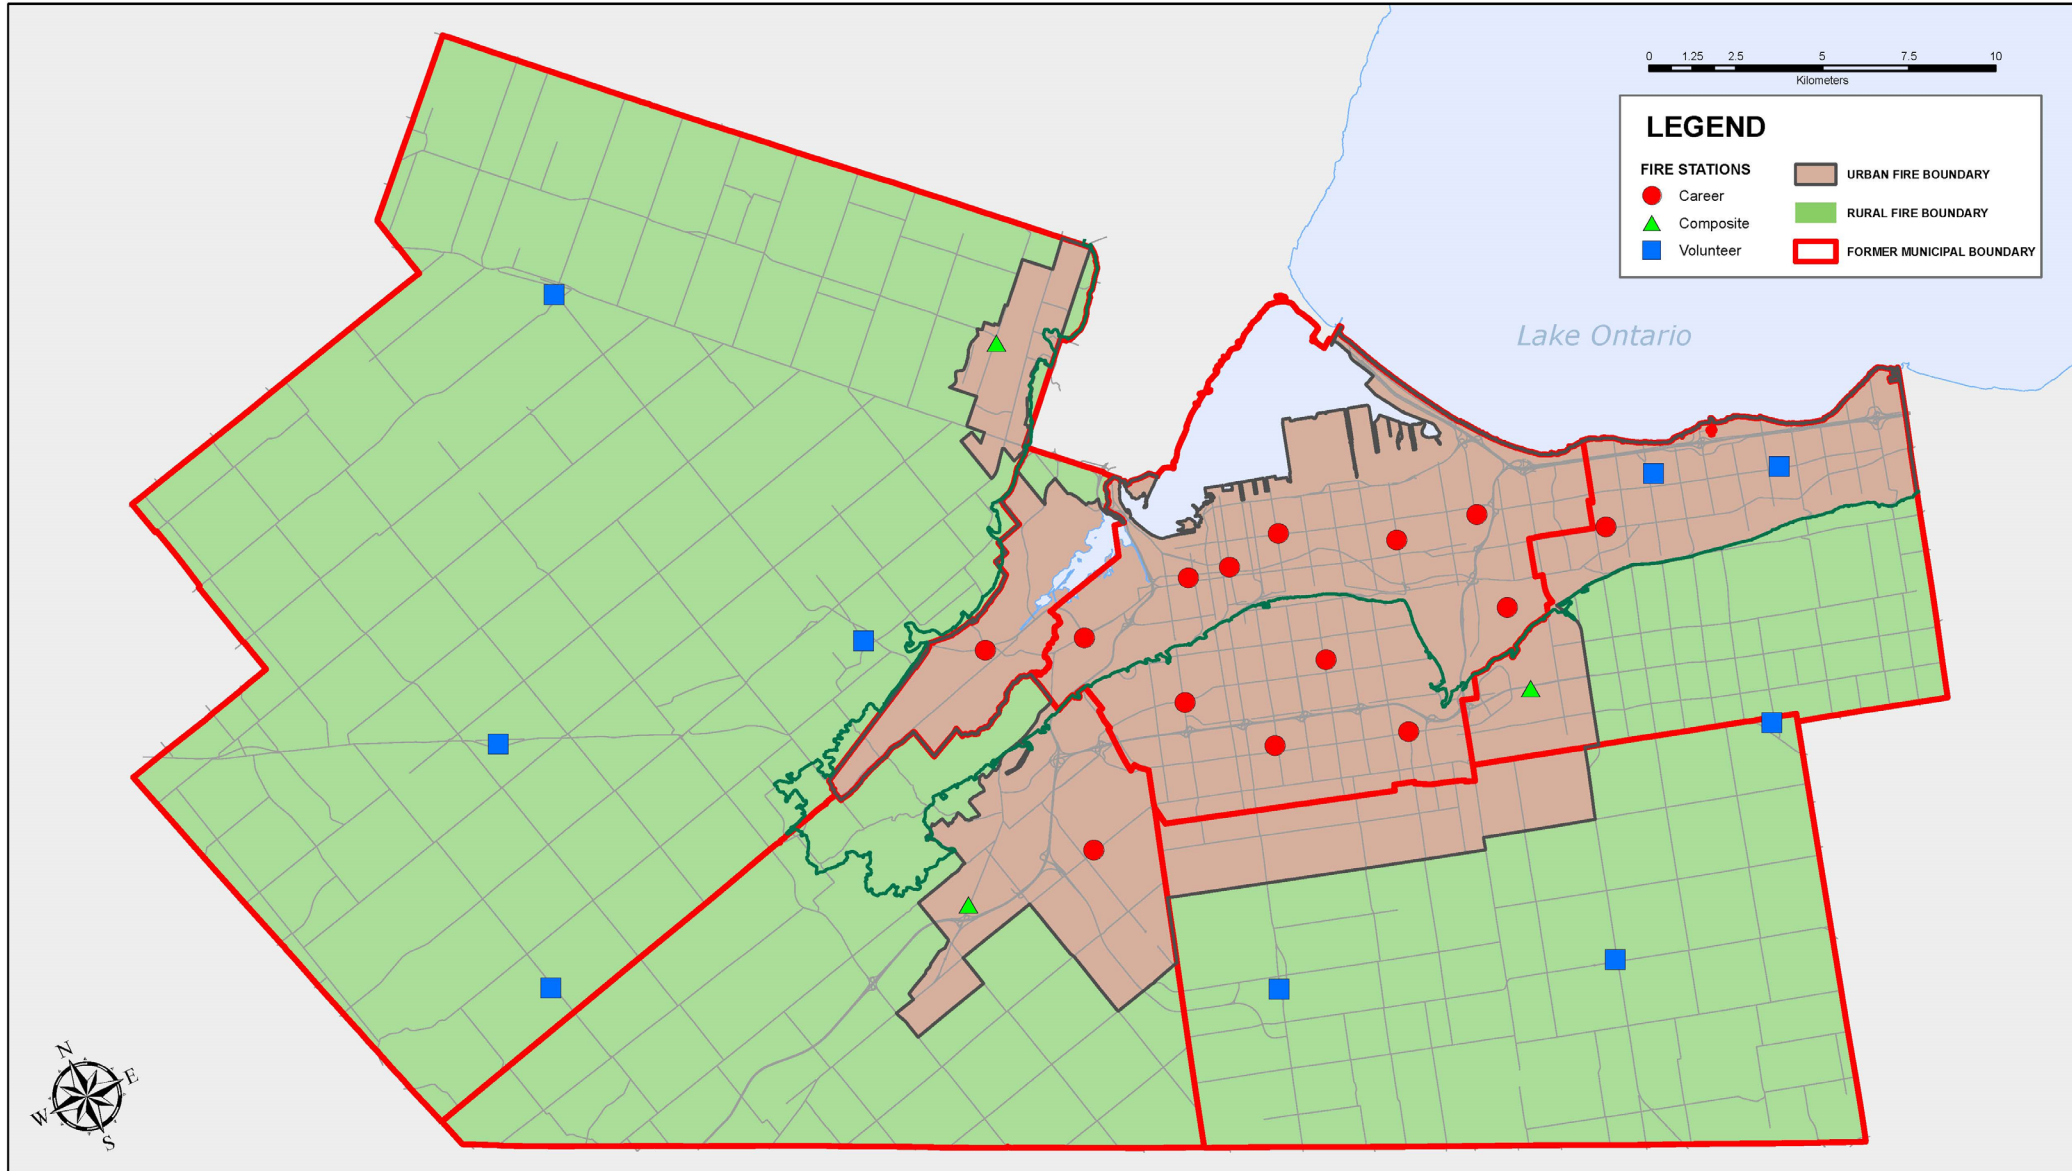 0 1.25 2.5 5 7.5 10
Kilometers
LEGEND
FIRE STATIONS
Career
Composite
Volunteer
URBAN FIRE BOUNDARY
RURAL FIRE BOUNDARY
FORMER MUNICIPAL BOUNDARY
Lake Ontario
N
E
W
S